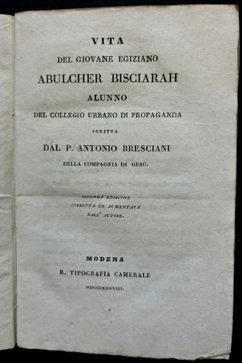 VITA
DEL GIOVANE EGIZIANO
ABULCHER BISCIARAH
ALUNNO
DEL COLLEGIO URBANO DI PROPAGANDA
SCRITTA
DAL P. ANTONIO BRESCIANI
DELLA COMPAGNIA DI GESÙ.
SECONDA EDIZIONE
CORRETTA ED AUMENTATA
DALL' AUTORE.
MODENA
R. TIPOGRAFIA CAMERALE